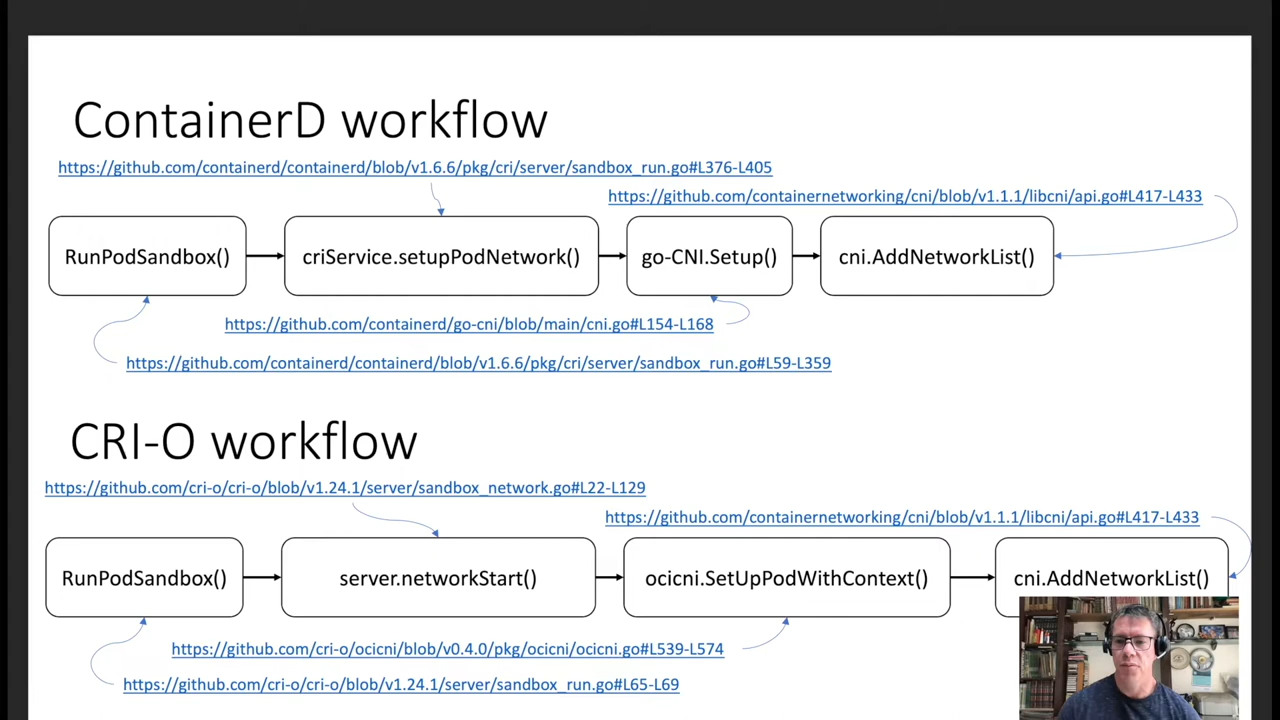 ContainerD workflow
https://github.com/containerd/containerd/blob/v1.6.6/pkg/cri/server/sandbox_run.go#L376-L405
https://github.com/containernetworking/cni/blob/v1.1.1/libcni/api.go#L417-L433
RunPodSandbox()
criService.setupPodNetwork()
go-CNI.Setup()
cni.AddNetworkList()
https://github.com/containerd/go-cni/blob/main/cni.go#L154-L168
https://github.com/containerd/containerd/blob/v1.6.6/pkg/cri/server/sandbox_run.go#L59-L359
CRI-O workflow
https://github.com/cri-o/cri-o/blob/v1.24.1/server/sandbox_network.go#L22-L129
https://github.com/containernetworking/cni/blob/v1.1.1/libcni/api.go#L417-L433
RunPodSandbox()
server.networkStart()
ocicni.SetUpPodWithContext()
cni.AddNetworkList()
https://github.com/cri-o/ocicni/blob/v0.4.0/pkg/ocicni/ocicni.go#L539-L574
https://github.com/cri-o/cri-o/blob/v1.24.1/server/sandbox_run.go#L65-L69